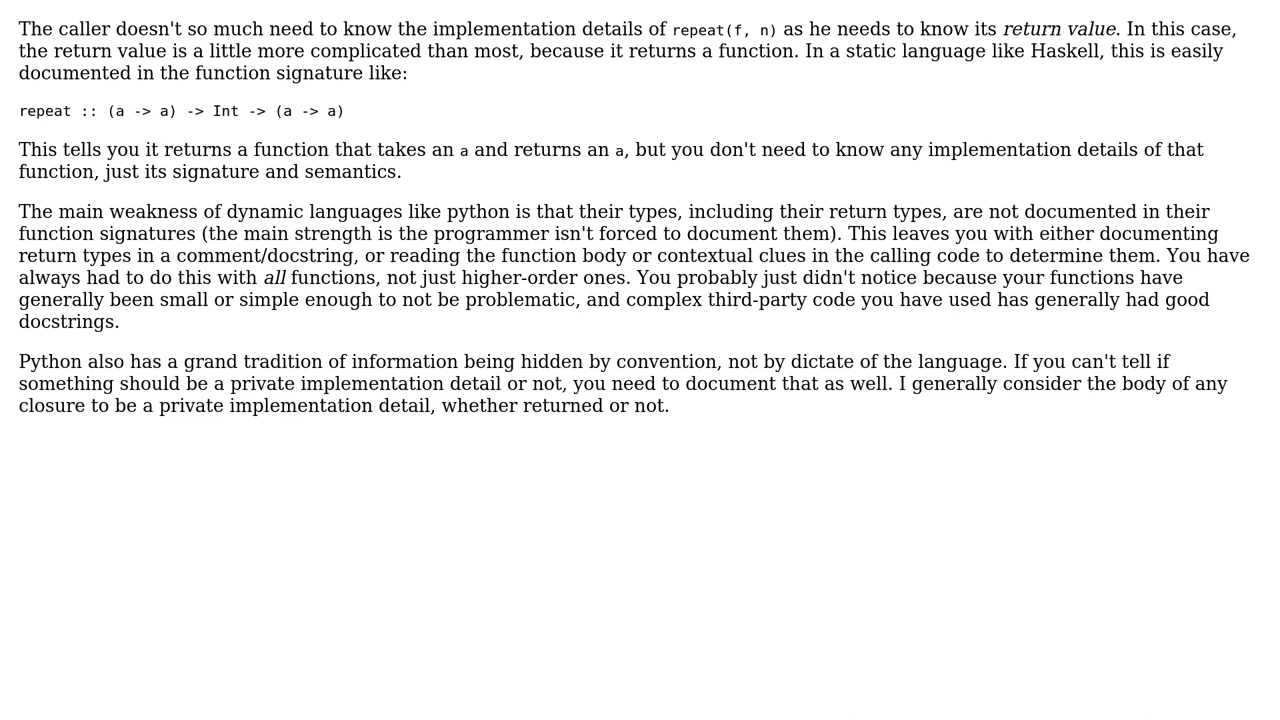 The caller doesn't so much need to know the implementation details of repeat(f, n) as he needs to know its return value. In this case,
the return value is a little more complicated than most, because it returns a function. In a static language like Haskell, this is easily
documented in the function signature like:
repeat :: (a -> a) -> Int -> (a -> a)
This tells you it returns a function that takes an a and returns an a, but you don't need to know any implementation details of that
function, just its signature and semantics.
The main weakness of dynamic languages like python is that their types, including their return types, are not documented in their
function signatures (the main strength is the programmer isn't forced to document them). This leaves you with either documenting
return types in a comment/docstring, or reading the function body or contextual clues in the calling code to determine them. You have
always had to do this with all functions, not just higher-order ones. You probably just didn't notice because your functions have
generally been small or simple enough to not be problematic, and complex third-party code you have used has generally had good
docstrings.
Python also has a grand tradition of information being hidden by convention, not by dictate of the language. If you can't tell if
something should be a private implementation detail or not, you need to document that as well. I generally consider the body of any
closure to be a private implementation detail, whether returned or not.